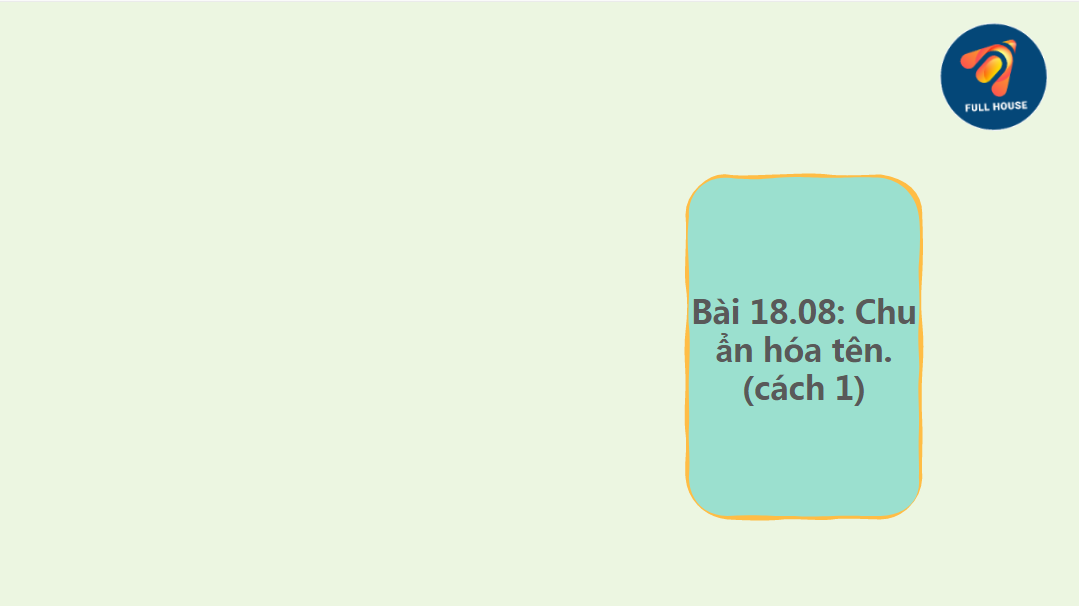 FULL HOUSE
Bài 18.08: Chu
ẩn hóa tên.
(cách 1)